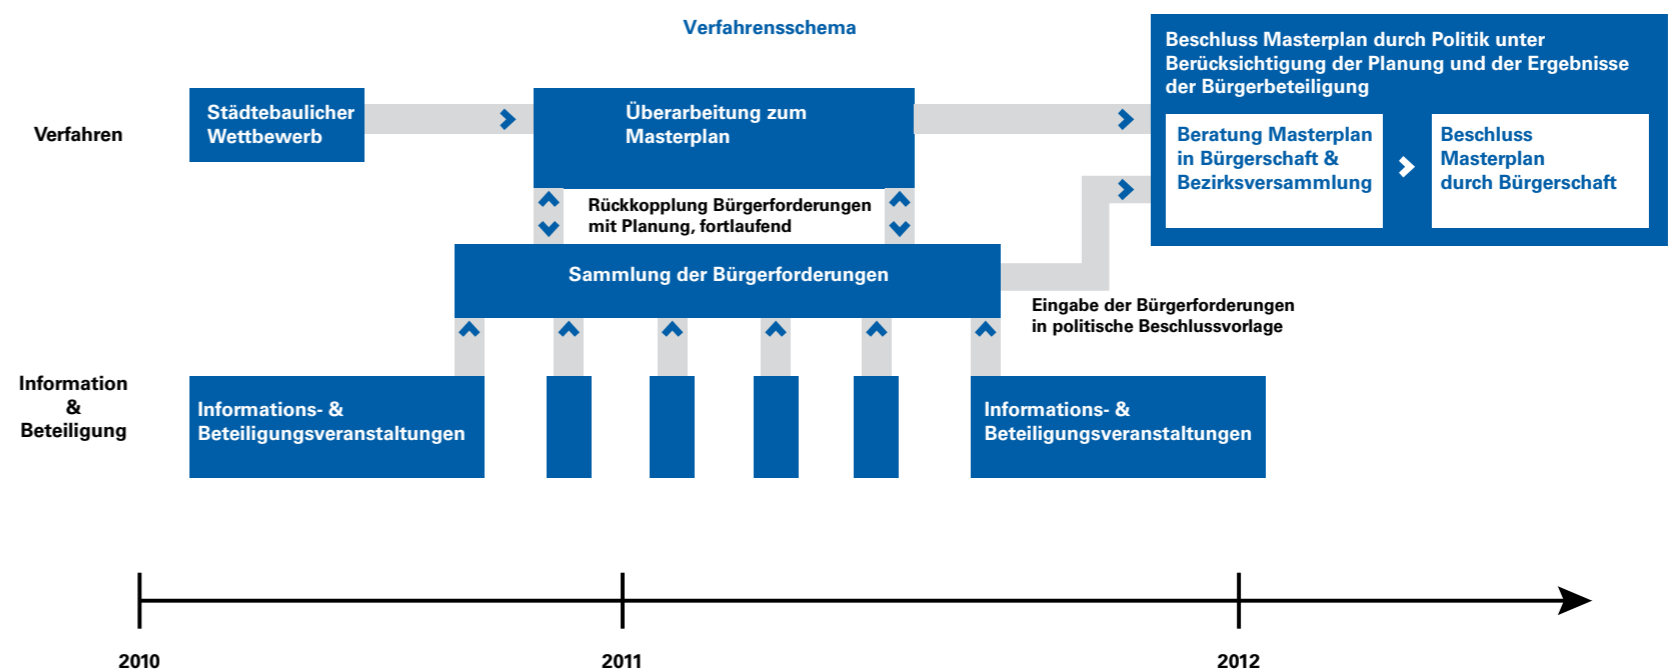 Verfahrensschema
Beschluss Masterplan durch Politik unter
Berücksichtigung der Planung und der Ergebnisse
der Bürgerbeteiligung
Verfahren
Städtebaulicher
Wettbewerb
Überarbeitung zum
Masterplan
Beratung Masterplan
in Bürgerschaft &
Bezirksversammlung
Beschluss
Masterplan
durch Bürgerschaft
Rückkopplung Bürgerforderungen
mit Planung, fortlaufend
Sammlung der Bürgerforderungen
Eingabe der Bürgerforderungen
in politische Beschlussvorlage
Information
&
Beteiligung
Informations- &
Beteiligungsveranstaltungen
Informations- &
Beteiligungsveranstaltungen
2010
2011
2012